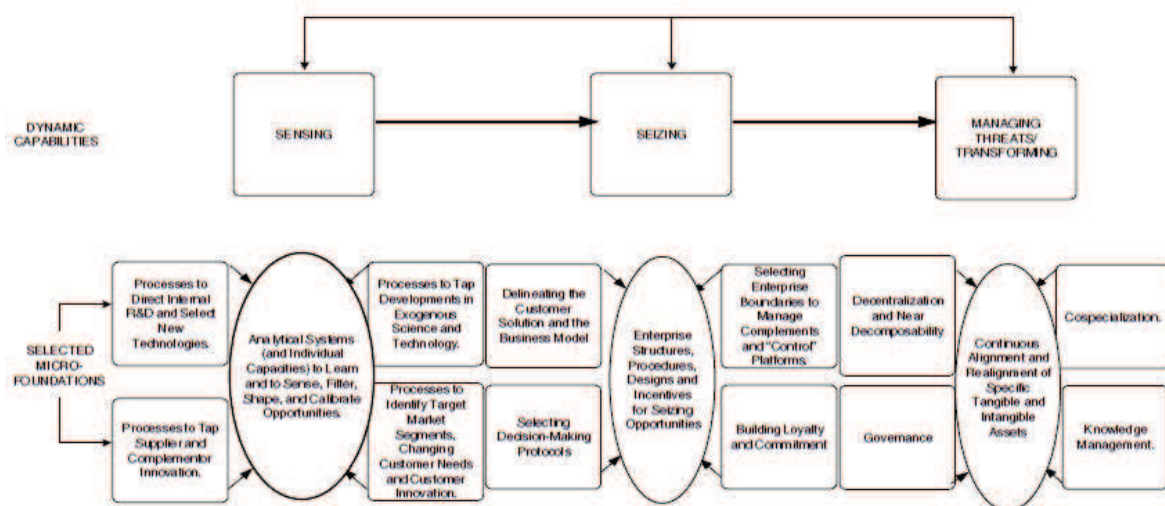 DYNAMIC
CAPABILITIES
SENSING
SEIZING
MANAGING
THREATS/
TRANSFORMING
SELECTED
MICRO-
FOUNDATIONS
Processes to
Direct Internal
R&D and Select
New
Technologies.
Processes to Tap
Supplier and
Complementor
Innovation.
Analytical Systems
(and Individual
Capacities) to Learn
and to Sense, Filter,
Shape, and Calibrate
Opportunities.
Processes to Tap
Developments in
Exogenous
Science and
Technology.
Processes to
Identify Target
Market
Segments,
Changing
Customer Needs
and Customer
Innovation.
Delineating the
Customer
Solution and the
Business Model
Selecting
Decision-Making
Protocols
Enterprise
Structures,
Procedures,
Designs and
Incentives
for Seizing
Opportunities
Selecting
Enterprise
Boundaries to
Manage
Complements
and "Control"
Platforms.
Building Loyalty
and Commitment
Decentralization
and Near
Decomposability
Governance
Continuous
Alignment and
Realignment of
Specific
Tangible and
Intangible
Assets
Cospecialization.
Knowledge
Management.